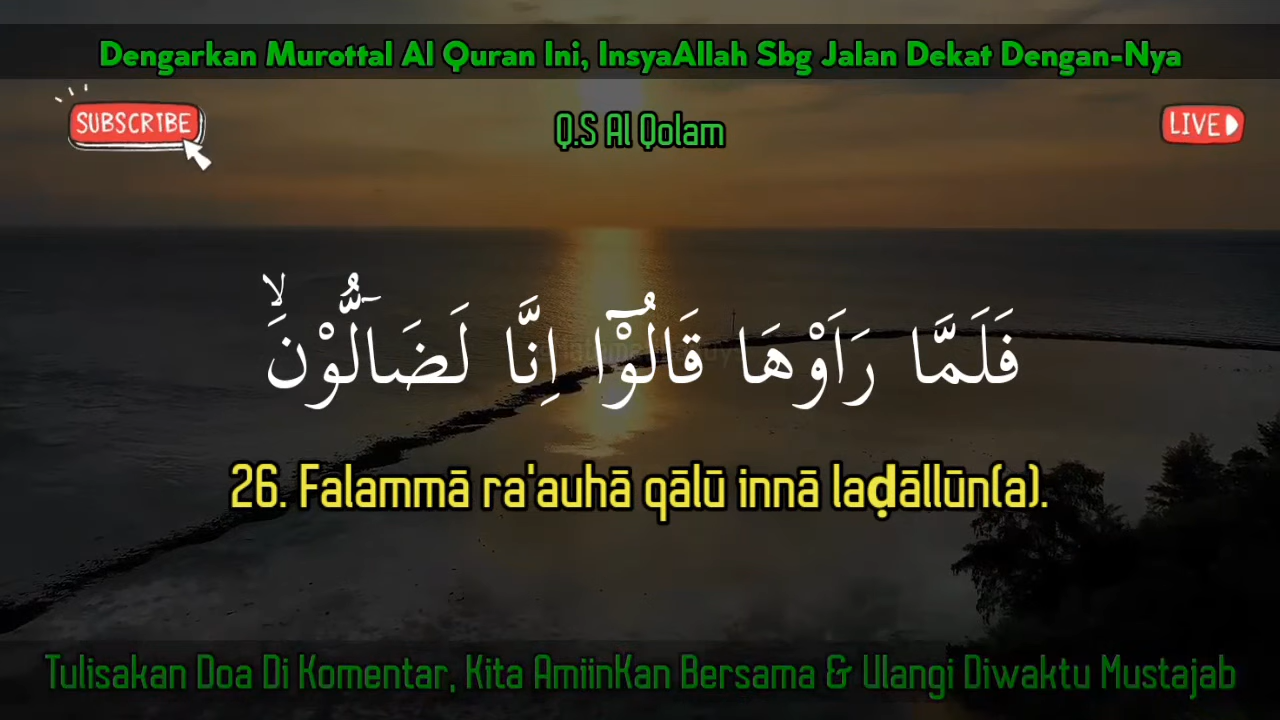 Dengarkan Murottal Al Quran Ini, InsyaAllah Sbg Jalan Dekat Dengan-Nya
SUBSCRIBE
LIVE
Q.S Al Qolam
فَلَمَّا رَاَوْهَا قَالُوْٓا اِنَّا لَضَاۤلُّوْنَۙ
26. Falammā ra'auhā qālū innā laḍāllūn(a).
Tulisakan Doa Di Komentar, Kita AmiinKan Bersama & Ulangi Diwaktu Mustajab